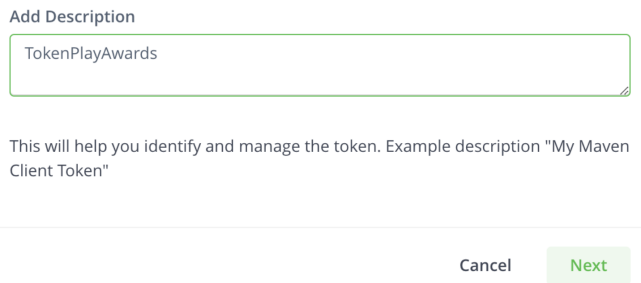 Add Description
TokenPlayAwards
This will help you identify and manage the token. Example description "My Maven
Client Token"
Cancel Next